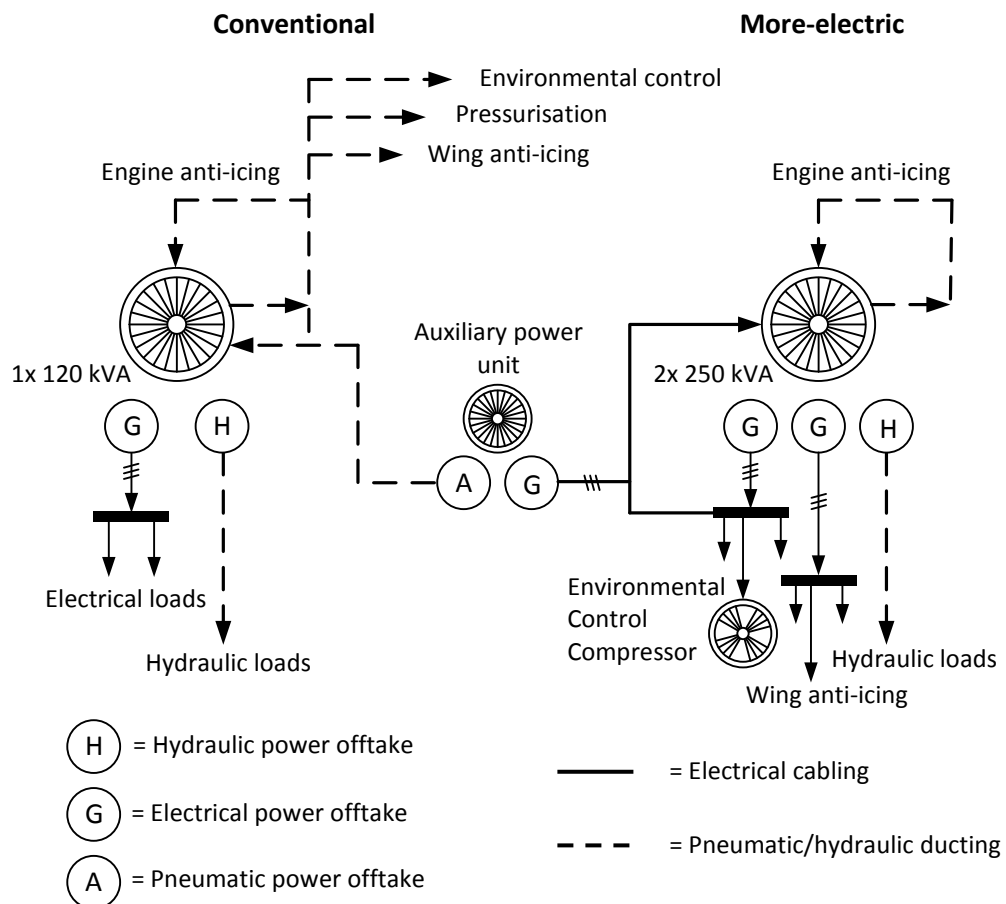 Conventional
More-electric
Environmental control
Pressurisation
Wing anti-icing
Engine anti-icing
Engine anti-icing
Auxiliary power
unit
1x 120 kVA
2x 250 kVA
G
H
G
G
H
A
G
Electrical loads
Environmental
Control
Compressor
Hydraulic loads
Hydraulic loads
Wing anti-icing
H = Hydraulic power offtake
= Electrical cabling
G = Electrical power offtake
= Pneumatic/hydraulic ducting
A = Pneumatic power offtake